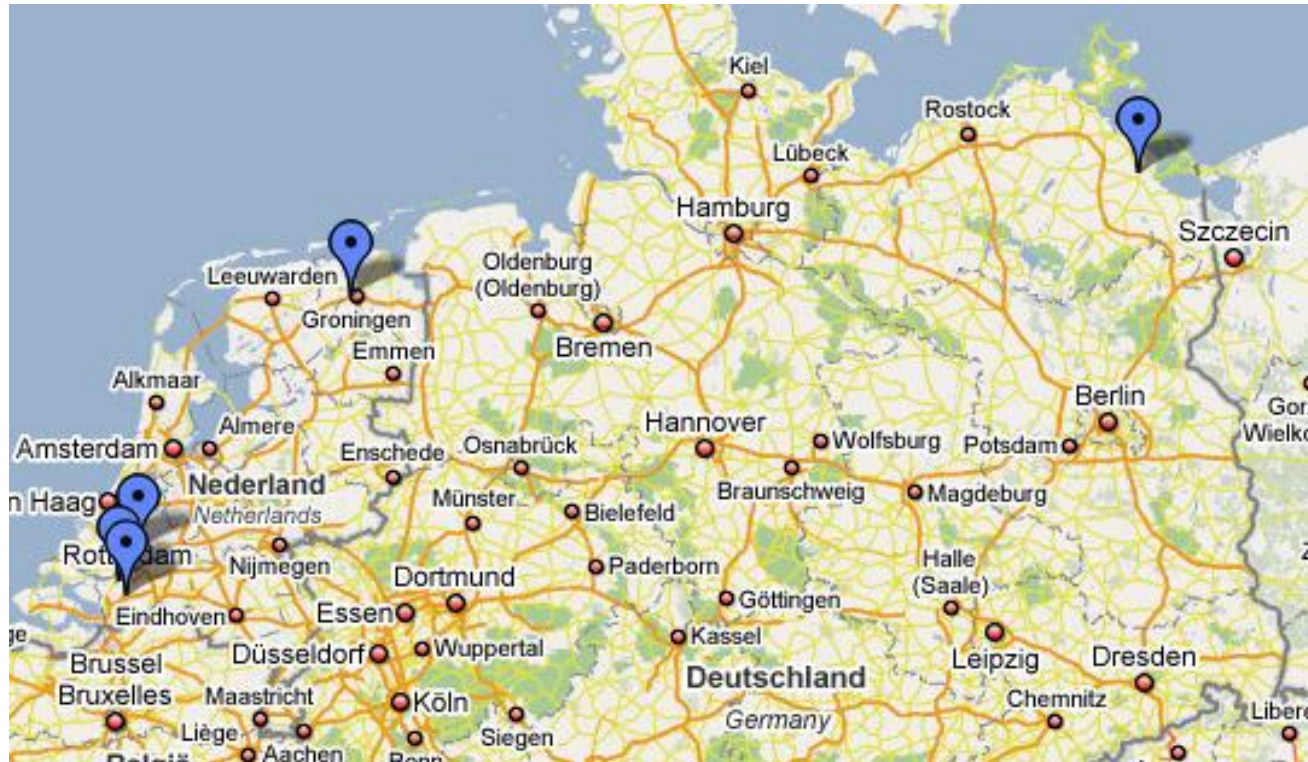 Kiel
Rostock
Lübeck
Hamburg
Szczecin
Leeuwarden
Oldenburg
(Oldenburg)
Groningen
Bremen
Emmen
Alkmaar
Berlin
Hannover
Amsterdam
Almere
Enschede
Osnabrück
Wolfsburg
Potsdam
Nederland
Netherlands
Braunschweig
Magdeburg
n Haag
Münster
Bielefeld
Nijmegen
Paderborn
Halle
(Saale)
Dortmund
Göttingen
Eindhoven
Essen
Kassel
Leipzig
Dresden
Wuppertal
Düsseldorf
Brussel
Bruxelles
Maastricht
Deutschland
Germany
Chemnitz
Köln
Siegen
Liège
Aachen